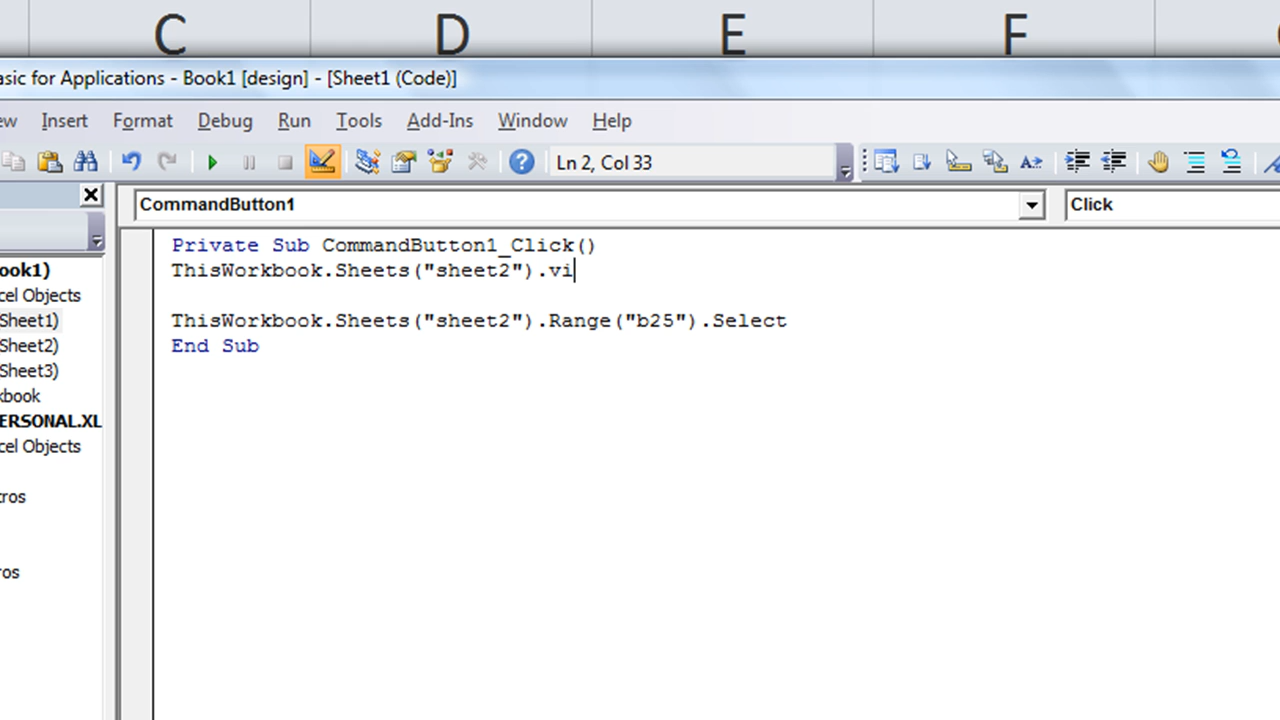 C D E F
asic for Applications - Book1 [design] - [Sheet1 (Code)]
ew Insert Format Debug Run Tools Add-Ins Window Help
Ln 2, Col 33
CommandButton1 Click
Private Sub CommandButton1_Click()
ThisWorkbook.Sheets("sheet2").vi
ThisWorkbook.Sheets("sheet2").Range("b25").Select
End Sub
ook1)
cel Objects
Sheet1)
Sheet2)
Sheet3)
kbook
ERSONAL.XL
cel Objects
cros
ros